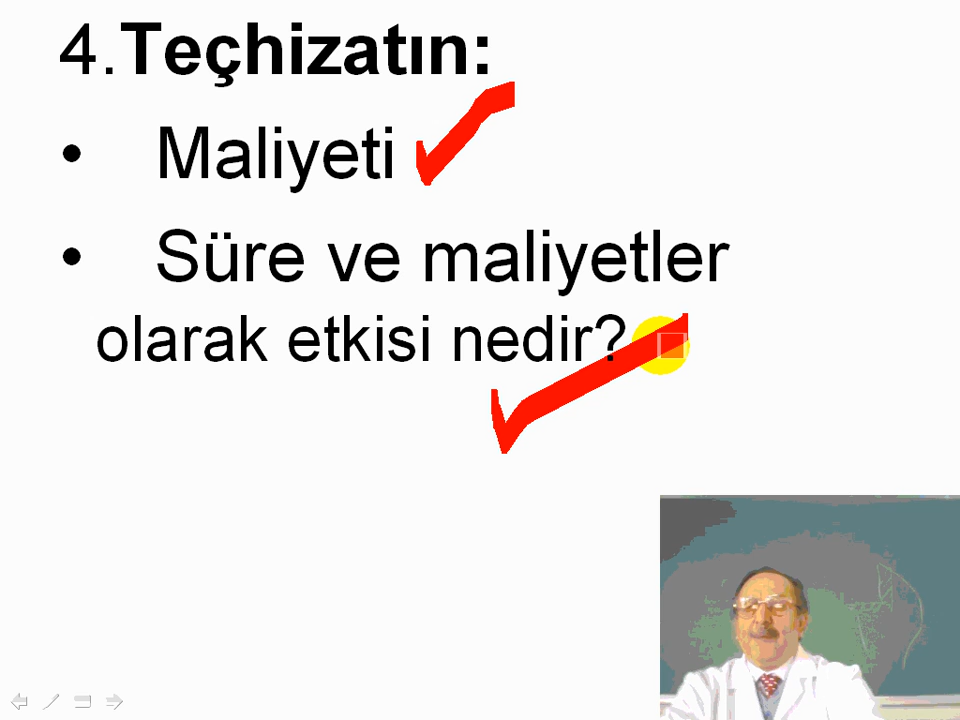 4.Teçhizatın:
• Maliyeti
• Süre ve maliyetler
olarak etkisi nedir?